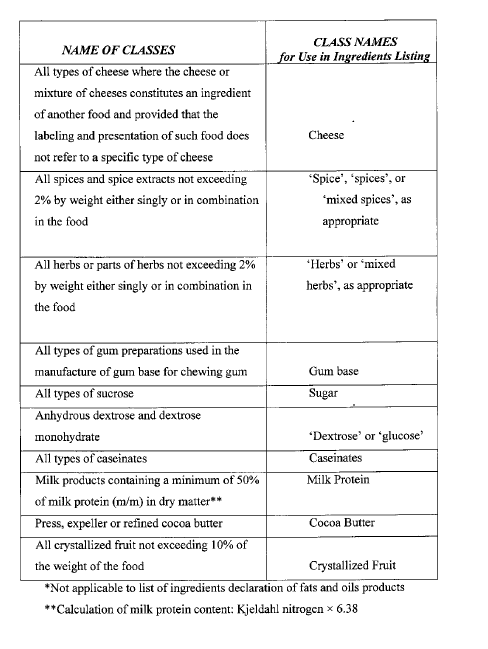 NAME OF CLASSES
CLASS NAMES
for Use in Ingredients Listing
All types of cheese where the cheese or
mixture of cheeses constitutes an ingredient
of another food and provided that the
labeling and presentation of such food does
not refer to a specific type of cheese
Cheese
All spices and spice extracts not exceeding
2% by weight either singly or in combination
in the food
‘Spice’, ‘spices’, or
‘mixed spices’, as
appropriate
All herbs or parts of herbs not exceeding 2%
by weight either singly or in combination in
the food
‘Herbs’ or ‘mixed
herbs’, as appropriate
All types of gum preparations used in the
manufacture of gum base for chewing gum
Gum base
All types of sucrose
Sugar
Anhydrous dextrose and dextrose
monohydrate
‘Dextrose’ or ‘glucose’
All types of caseinates
Caseinates
Milk products containing a minimum of 50%
of milk protein (m/m) in dry matter**
Milk Protein
Press, expeller or refined cocoa butter
Cocoa Butter
All crystallized fruit not exceeding 10% of
the weight of the food
Crystallized Fruit
*Not applicable to list of ingredients declaration of fats and oils products
**Calculation of milk protein content: Kjeldahl nitrogen × 6.38